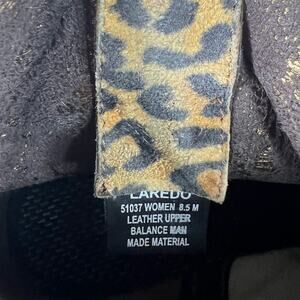 LAREDO
51037 WOMEN 8.5 M
LEATHER UPPER
BALANCE MAN
MADE MATERIAL